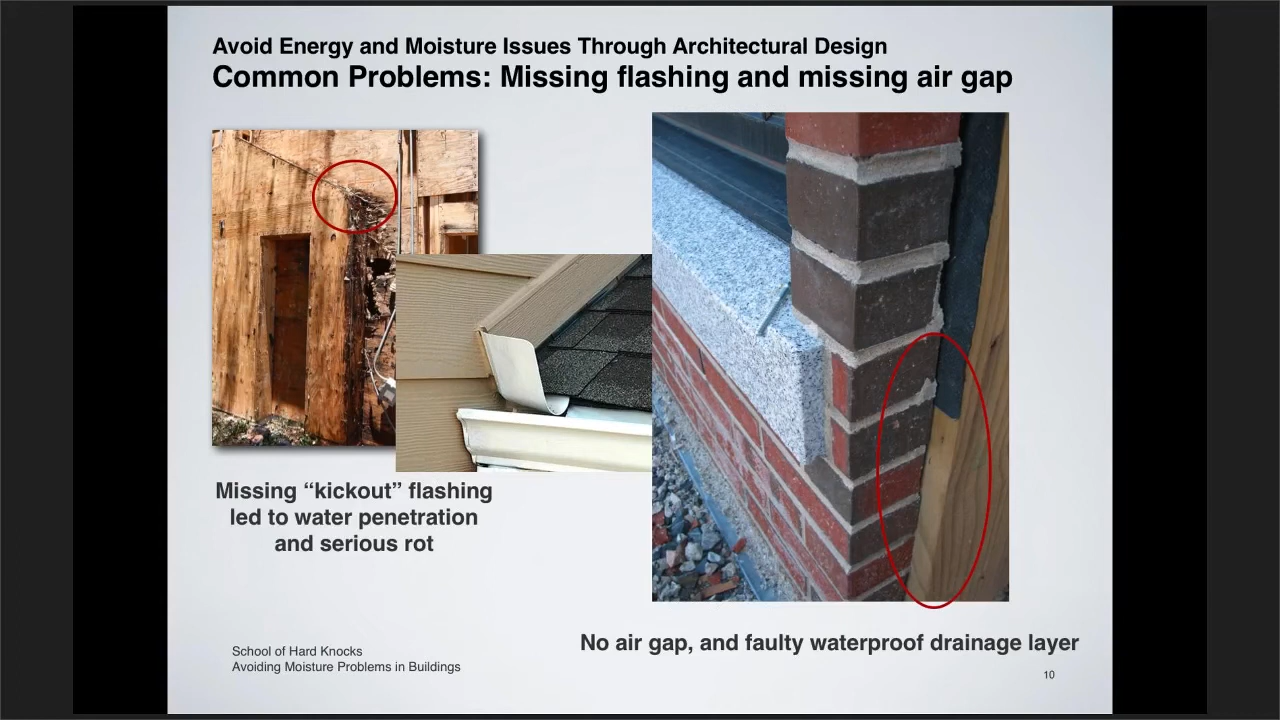 Avoid Energy and Moisture Issues Through Architectural Design
Common Problems: Missing flashing and missing air gap
Missing “kickout” flashing
led to water penetration
and serious rot
No air gap, and faulty waterproof drainage layer
School of Hard Knocks
Avoiding Moisture Problems in Buildings
10